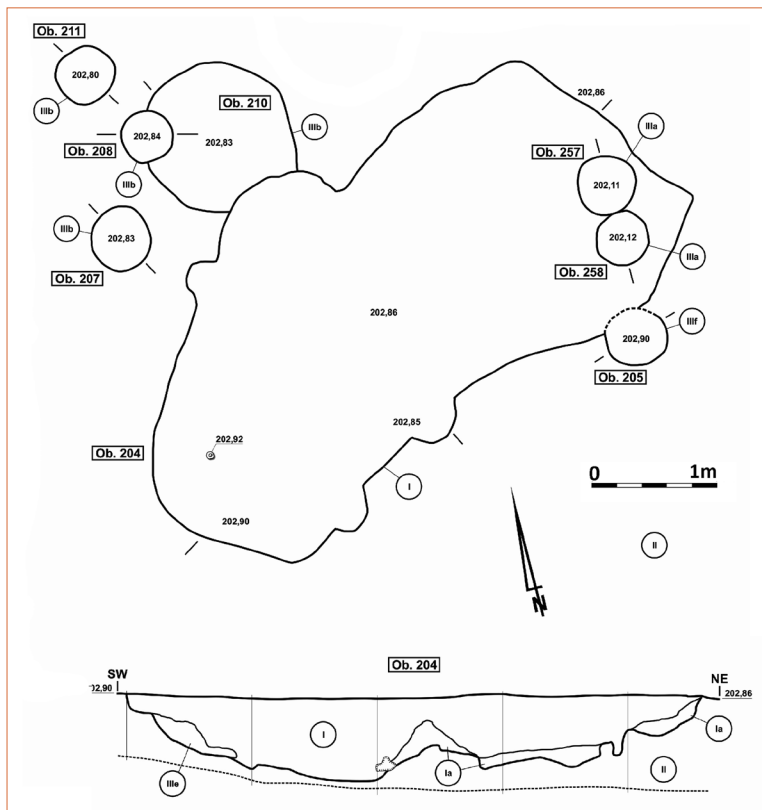 Ob. 211
202,80
IIIb
Ob. 210
202,86
202,84
202,83
IIIb
IIIa
Ob. 208
Ob. 257
IIIb
202,11
IIIb
202,83
202,12
IIIa
Ob. 207
Ob. 258
202,86
IIIf
202,90
Ob. 205
202,85
202,92
Ob. 204
0 1m
I
202,90
II
N
Ob. 204
SW NE
02,90 202,86
I
Ia
IIIe
Ia
II